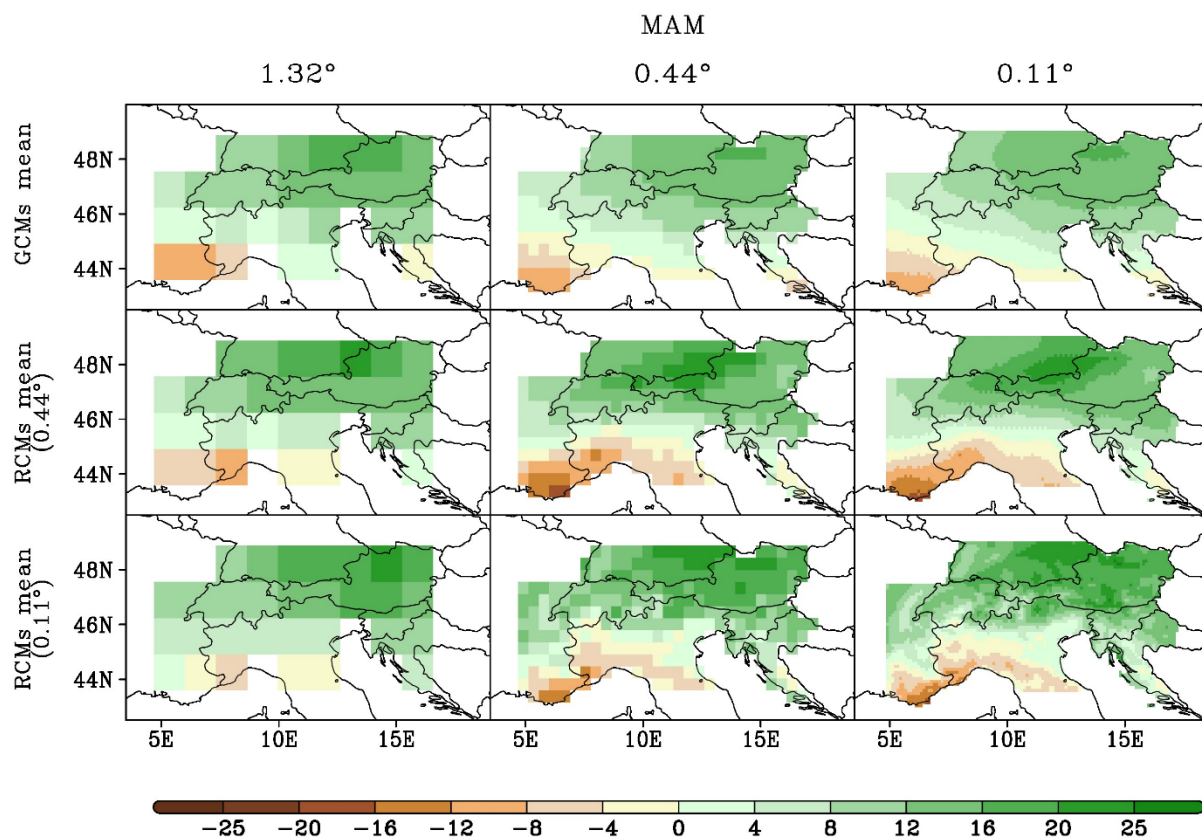 MAM
1.32° 0.44° 0.11°
GCMs mean
48N
46N
44N
RCMs mean
(0.44°)
48N
46N
44N
RCMs mean
(0.11°)
48N
46N
44N
5E 10E 15E 5E 10E 15E 5E 10E 15E
-25 -20 -16 -12 -8 -4 0 4 8 12 16 20 25